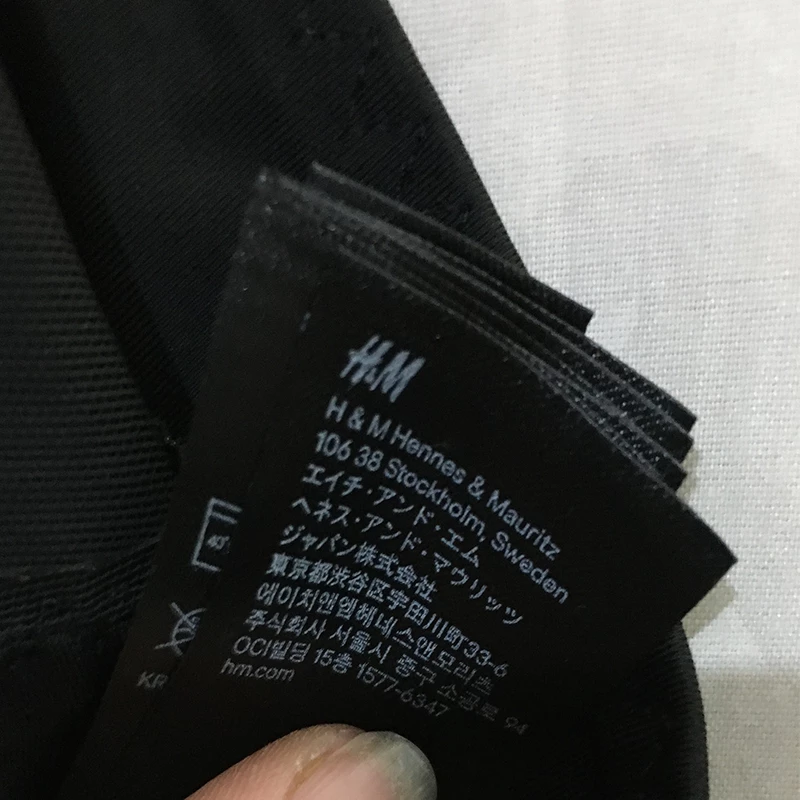 H&M
H & M Hennes & Mauritz
106 38 Stockholm, Sweden
エイチ・アンド・エム
ヘネス・アンド・マウリッツ
ジャパン株式会社
東京都渋谷区宇田川町33-6
에이치앤엠헤네스앤모리츠
주식회사 서울시 중구 소공로 94
OCI빌딩 15층 1577-6347
hm.com
KR